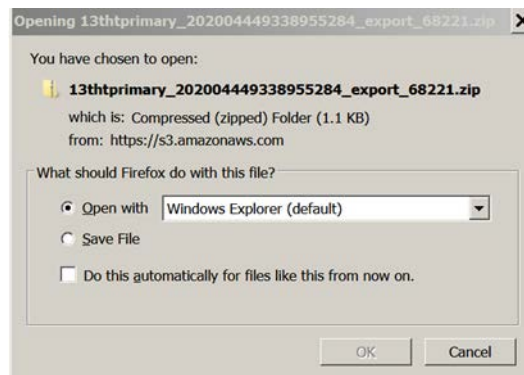 Opening 13thtprimary_202004449338955284_export_68221.zip
You have chosen to open:
13thtprimary_202004449338955284_export_68221.zip
which is: Compressed (zipped) Folder (1.1 KB)
from: https://s3.amazonaws.com
What should Firefox do with this file?
Open with Windows Explorer (default)
Save File
Do this automatically for files like this from now on.
OK Cancel